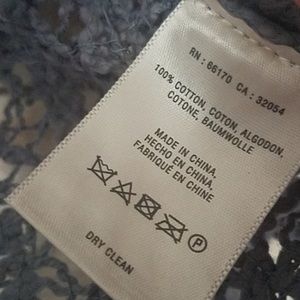 RN : 66170 CA : 32054
100% COTTON, COTON, ALGODON,
COTONE, BAUMWOLLE
MADE IN CHINA,
HECHO EN CHINA,
FABRIQUÉ EN CHINE
P
DRY CLEAN